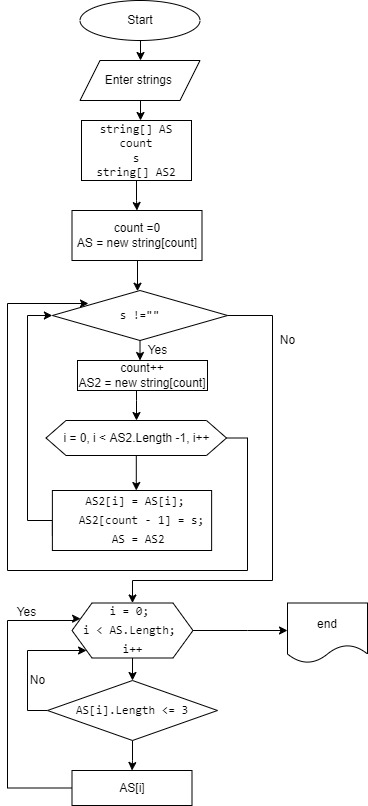 Start
Enter strings
string[] AS
count
s
string[] AS2
count =0
AS = new string[count]
s !=""
No
Yes
count++
AS2 = new string[count]
i = 0, i < AS2.Length -1, i++
AS2[i] = AS[i];
AS2[count - 1] = s;
AS = AS2
Yes
i = 0;
i < AS.Length;
i++
end
No
AS[i].Length <= 3
AS[i]